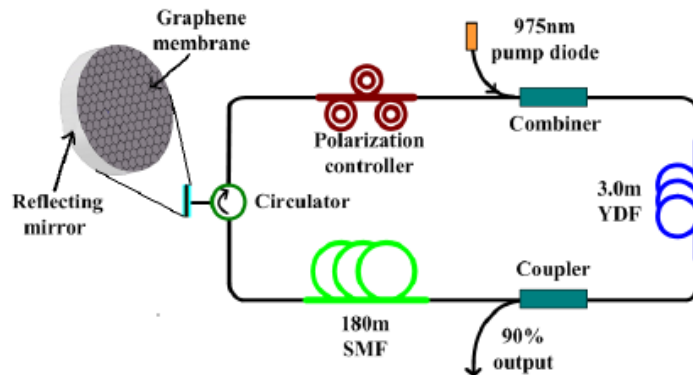 Graphene
membrane
Reflecting
mirror
Circulator
Polarization
controller
975nm
pump diode
Combiner
3.0m
YDF
Coupler
90%
output
180m
SMF